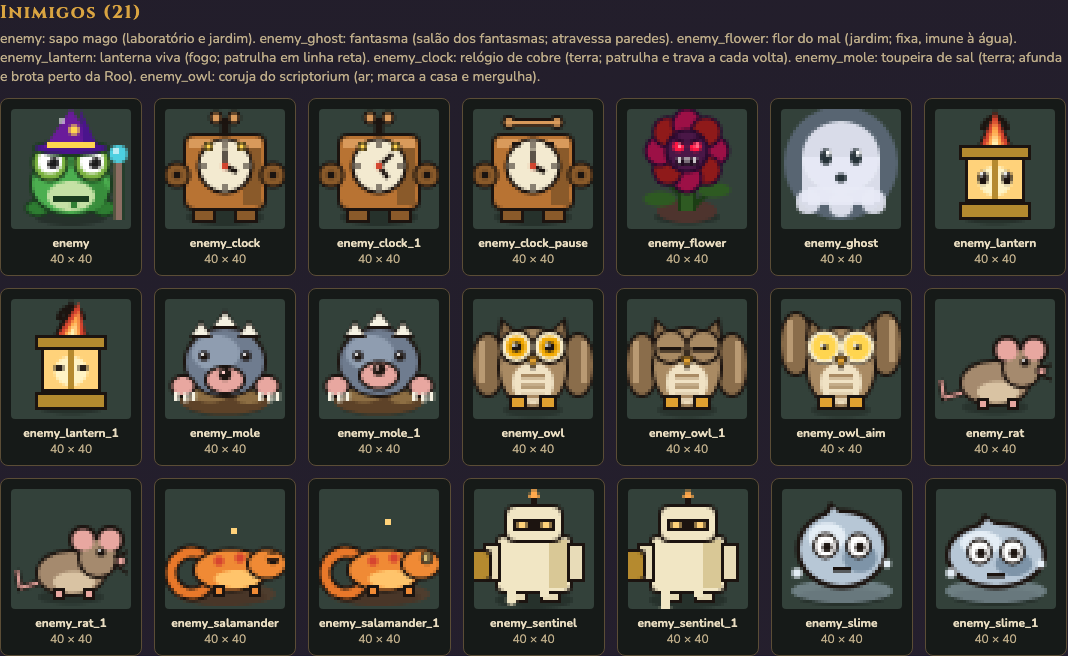 Inimigos (21)
enemy: sapo mago (laboratório e jardim). enemy_ghost: fantasma (salão dos fantasmas; atravessa paredes). enemy_flower: flor do mal (jardim; fixa, imune à água).
enemy_lantern: lanterna viva (fogo; patrulha em linha reta). enemy_clock: relógio de cobre (terra; patrulha e trava a cada volta). enemy_mole: toupeira de sal (terra; afunda
e brota perto da Roo). enemy_owl: coruja do scriptorium (ar; marca a casa e mergulha).
enemy enemy_clock enemy_clock_1 enemy_clock_pause enemy_flower enemy_ghost enemy_lantern
40 × 40 40 × 40 40 × 40 40 × 40 40 × 40 40 × 40 40 × 40
enemy_lantern_1 enemy_mole enemy_mole_1 enemy_owl enemy_owl_1 enemy_owl_aim enemy_rat
40 × 40 40 × 40 40 × 40 40 × 40 40 × 40 40 × 40 40 × 40
enemy_rat_1 enemy_salamander enemy_salamander_1 enemy_sentinel enemy_sentinel_1 enemy_slime enemy_slime_1
40 × 40 40 × 40 40 × 40 40 × 40 40 × 40 40 × 40 40 × 40